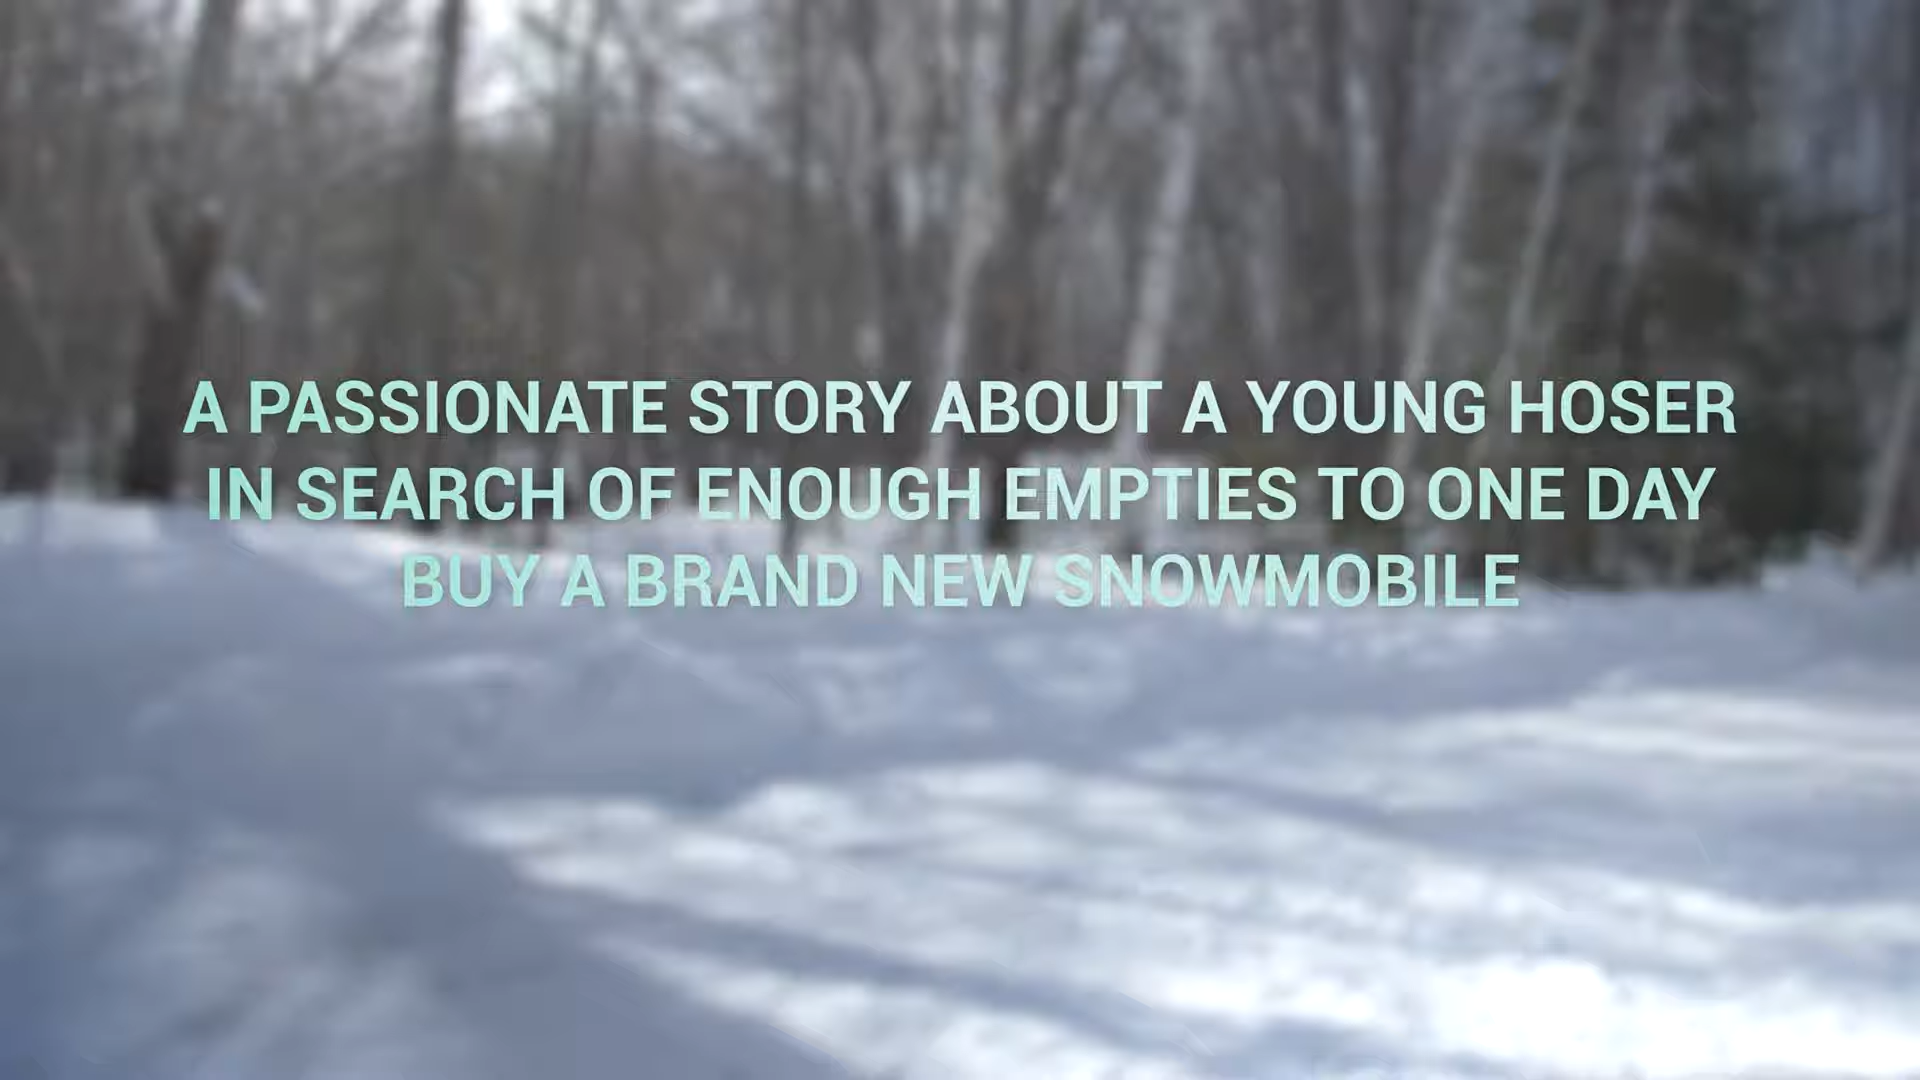 A PASSIONATE STORY ABOUT A YOUNG HOSER
IN SEARCH OF ENOUGH EMPTIES TO ONE DAY
BUY A BRAND NEW SNOWMOBILE